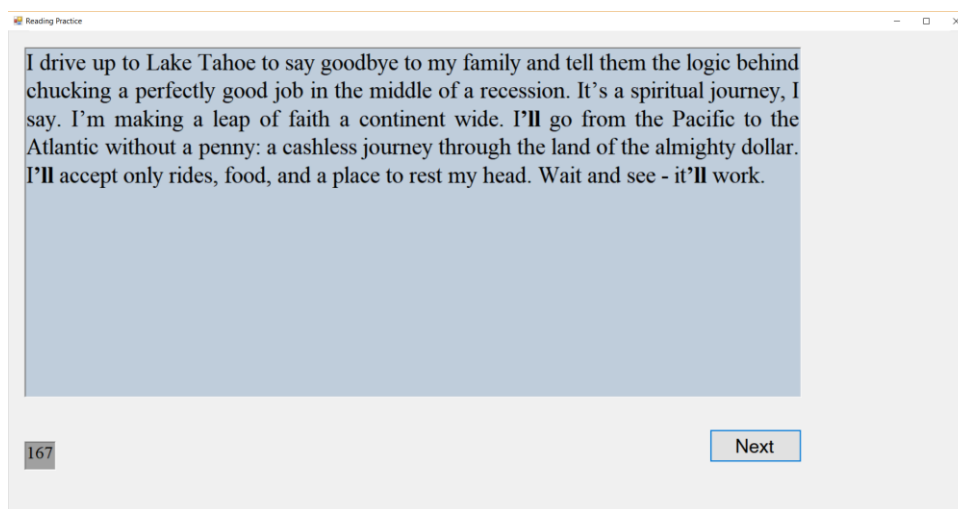 Reading Practice
I drive up to Lake Tahoe to say goodbye to my family and tell them the logic behind
chucking a perfectly good job in the middle of a recession. It’s a spiritual journey, I
say. I’m making a leap of faith a continent wide. I’ll go from the Pacific to the
Atlantic without a penny: a cashless journey through the land of the almighty dollar.
I’ll accept only rides, food, and a place to rest my head. Wait and see - it’ll work.
167
Next